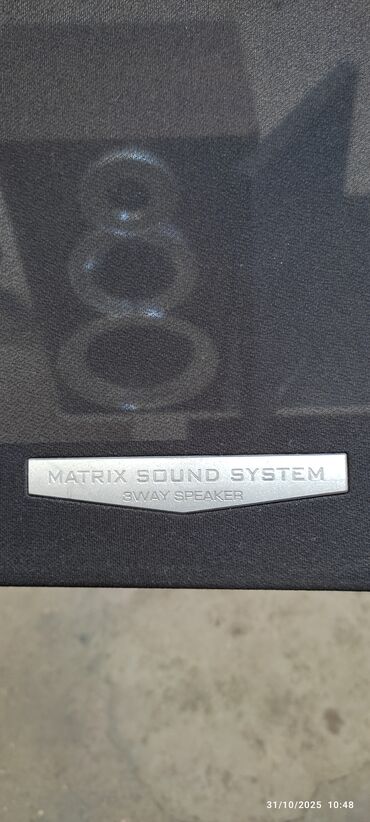 MATRIX SOUND SYSTEM
3WAY SPEAKER
31/10/2025 10:48